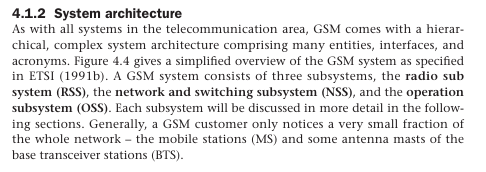 4.1.2 System architecture
As with all systems in the telecommunication area, GSM comes with a hierar-
chical, complex system architecture comprising many entities, interfaces, and
acronyms. Figure 4.4 gives a simplified overview of the GSM system as specified
in ETSI (1991b). A GSM system consists of three subsystems, the radio sub
system (RSS), the network and switching subsystem (NSS), and the operation
subsystem (OSS). Each subsystem will be discussed in more detail in the follow-
ing sections. Generally, a GSM customer only notices a very small fraction of
the whole network – the mobile stations (MS) and some antenna masts of the
base transceiver stations (BTS).